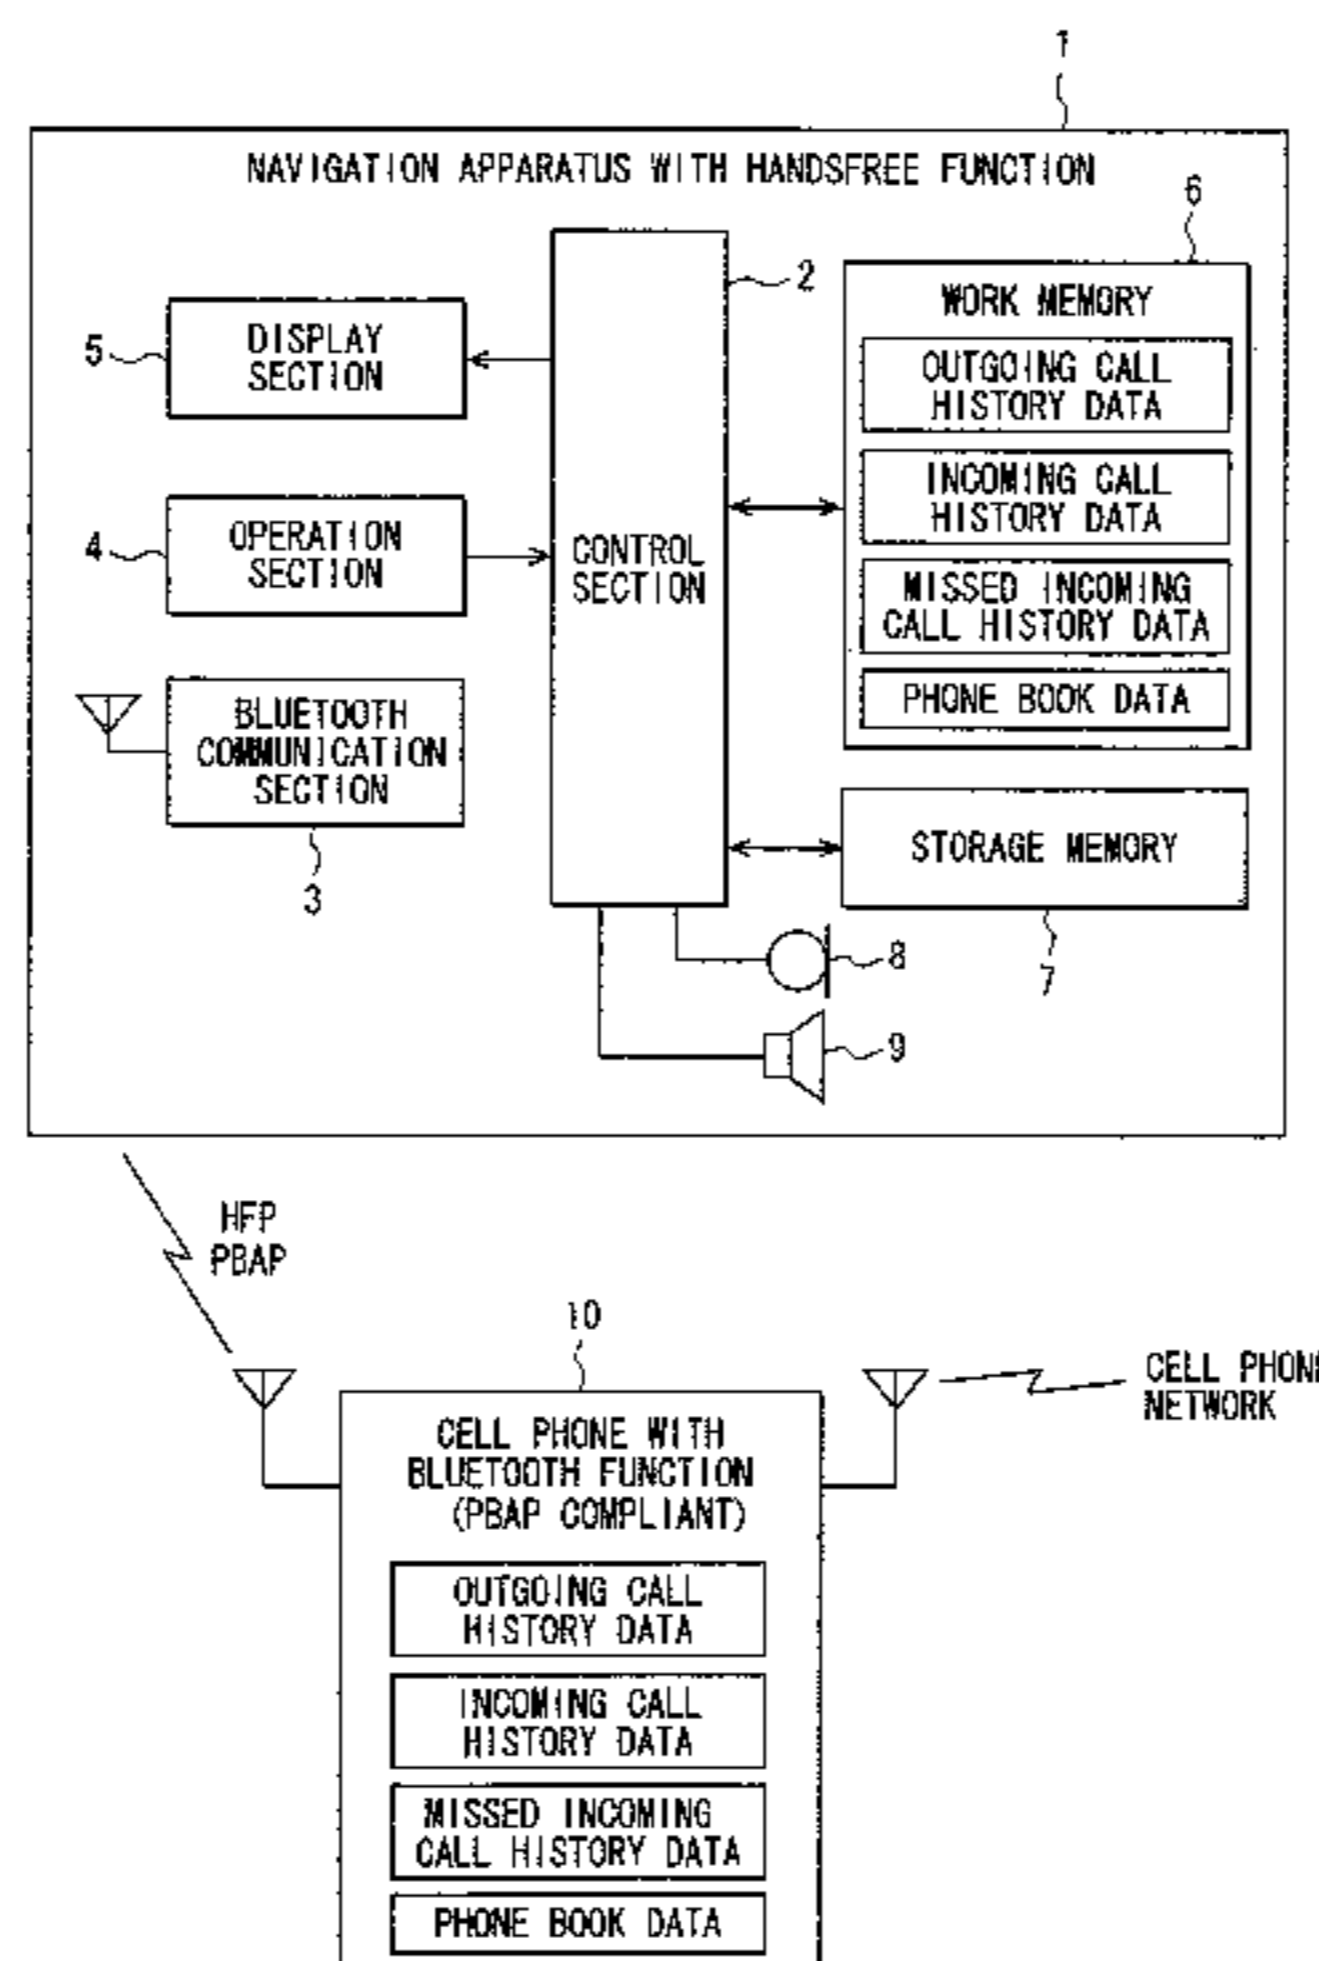 1
NAVIGATION APPARATUS WITH HANDSFREE FUNCTION
6
2
WORK MEMORY
5
DISPLAY
SECTION
OUTGOING CALL
HISTORY DATA
INCOMING CALL
HISTORY DATA
4
OPERATION
SECTION
CONTROL
SECTION
MISSED INCOMING
CALL HISTORY DATA
PHONE BOOK DATA
BLUETOOTH
COMMUNICATION
SECTION
3
STORAGE MEMORY
7
8
9
HFP
PBAP
10
CELL PHONE
NETWORK
CELL PHONE WITH
BLUETOOTH FUNCTION
(PBAP COMPLIANT)
OUTGOING CALL
HISTORY DATA
INCOMING CALL
HISTORY DATA
MISSED INCOMING
CALL HISTORY DATA
PHONE BOOK DATA